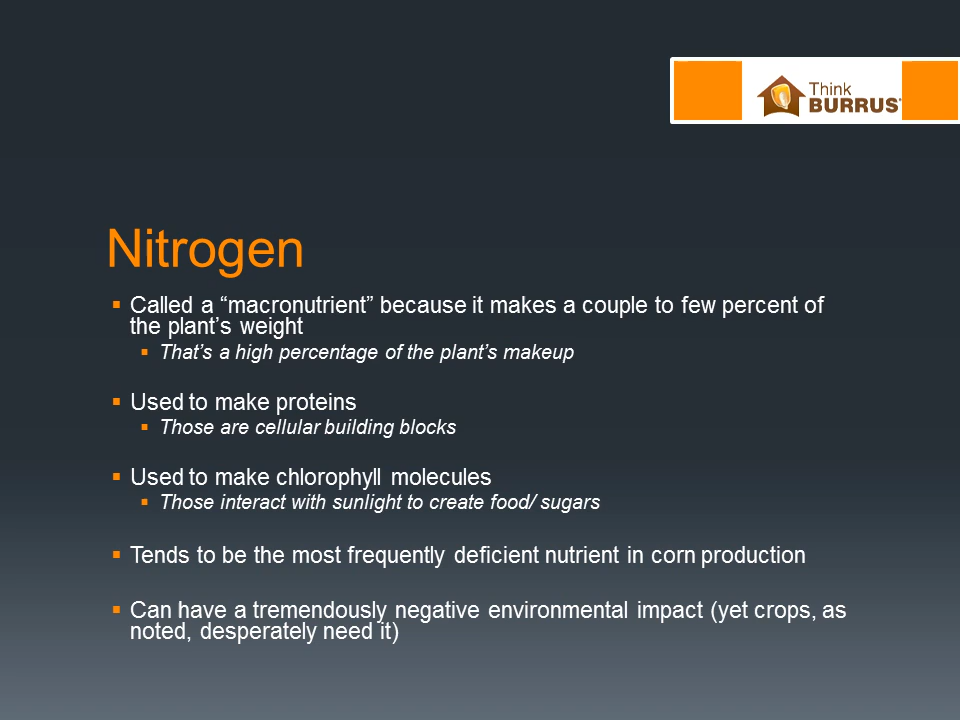 Think
BURRUS
Nitrogen
Called a “macronutrient” because it makes a couple to few percent of
the plant’s weight
That’s a high percentage of the plant’s makeup
Used to make proteins
Those are cellular building blocks
Used to make chlorophyll molecules
Those interact with sunlight to create food/ sugars
Tends to be the most frequently deficient nutrient in corn production
Can have a tremendously negative environmental impact (yet crops, as
noted, desperately need it)